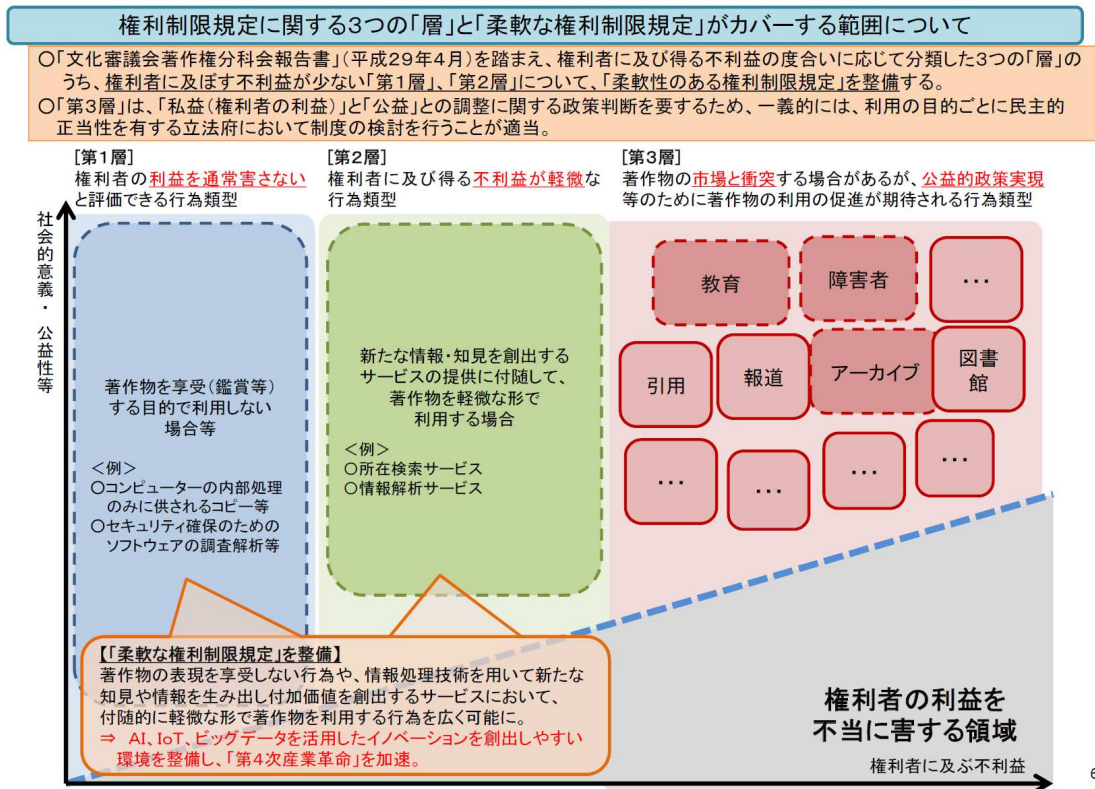 権利制限規定に関する3つの「層」と「柔軟な権利制限規定」がカバーする範囲について
○「文化審議会著作権分科会報告書」(平成29年4月)を踏まえ、権利者に及び得る不利益の度合いに応じて分類した3つの「層」の
うち、権利者に及ぼす不利益が少ない「第1層」、「第2層」について、「柔軟性のある権利制限規定」を整備する。
○「第3層」は、「私益(権利者の利益)」と「公益」との調整に関する政策判断を要するため、一義的には、利用の目的ごとに民主的
正当性を有する立法府において制度の検討を行うことが適当。
[第1層]
権利者の利益を通常害さない
と評価できる行為類型
[第2層]
権利者に及び得る不利益が軽微な
行為類型
[第3層]
著作物の市場と衝突する場合があるが、公益的政策実現
等のために著作物の利用の促進が期待される行為類型
社会的意義・公益性等
著作物を享受(鑑賞等)
する目的で利用しない
場合等
<例>
○コンピューターの内部処理
のみに供されるコピー等
○セキュリティ確保のための
ソフトウェアの調査解析等
新たな情報・知見を創出する
サービスの提供に付随して、
著作物を軽微な形で
利用する場合
<例>
○所在検索サービス
○情報解析サービス
教育
障害者
…
引用
報道
アーカイブ
図書
館
…
…
…
…
【「柔軟な権利制限規定」を整備】
著作物の表現を享受しない行為や、情報処理技術を用いて新たな
知見や情報を生み出し付加価値を創出するサービスにおいて、
付随的に軽微な形で著作物を利用する行為を広く可能に。
⇒ AI、IoT、ビッグデータを活用したイノベーションを創出しやすい
環境を整備し、「第4次産業革命」を加速。
権利者の利益を
不当に害する領域
権利者に及ぶ不利益
6